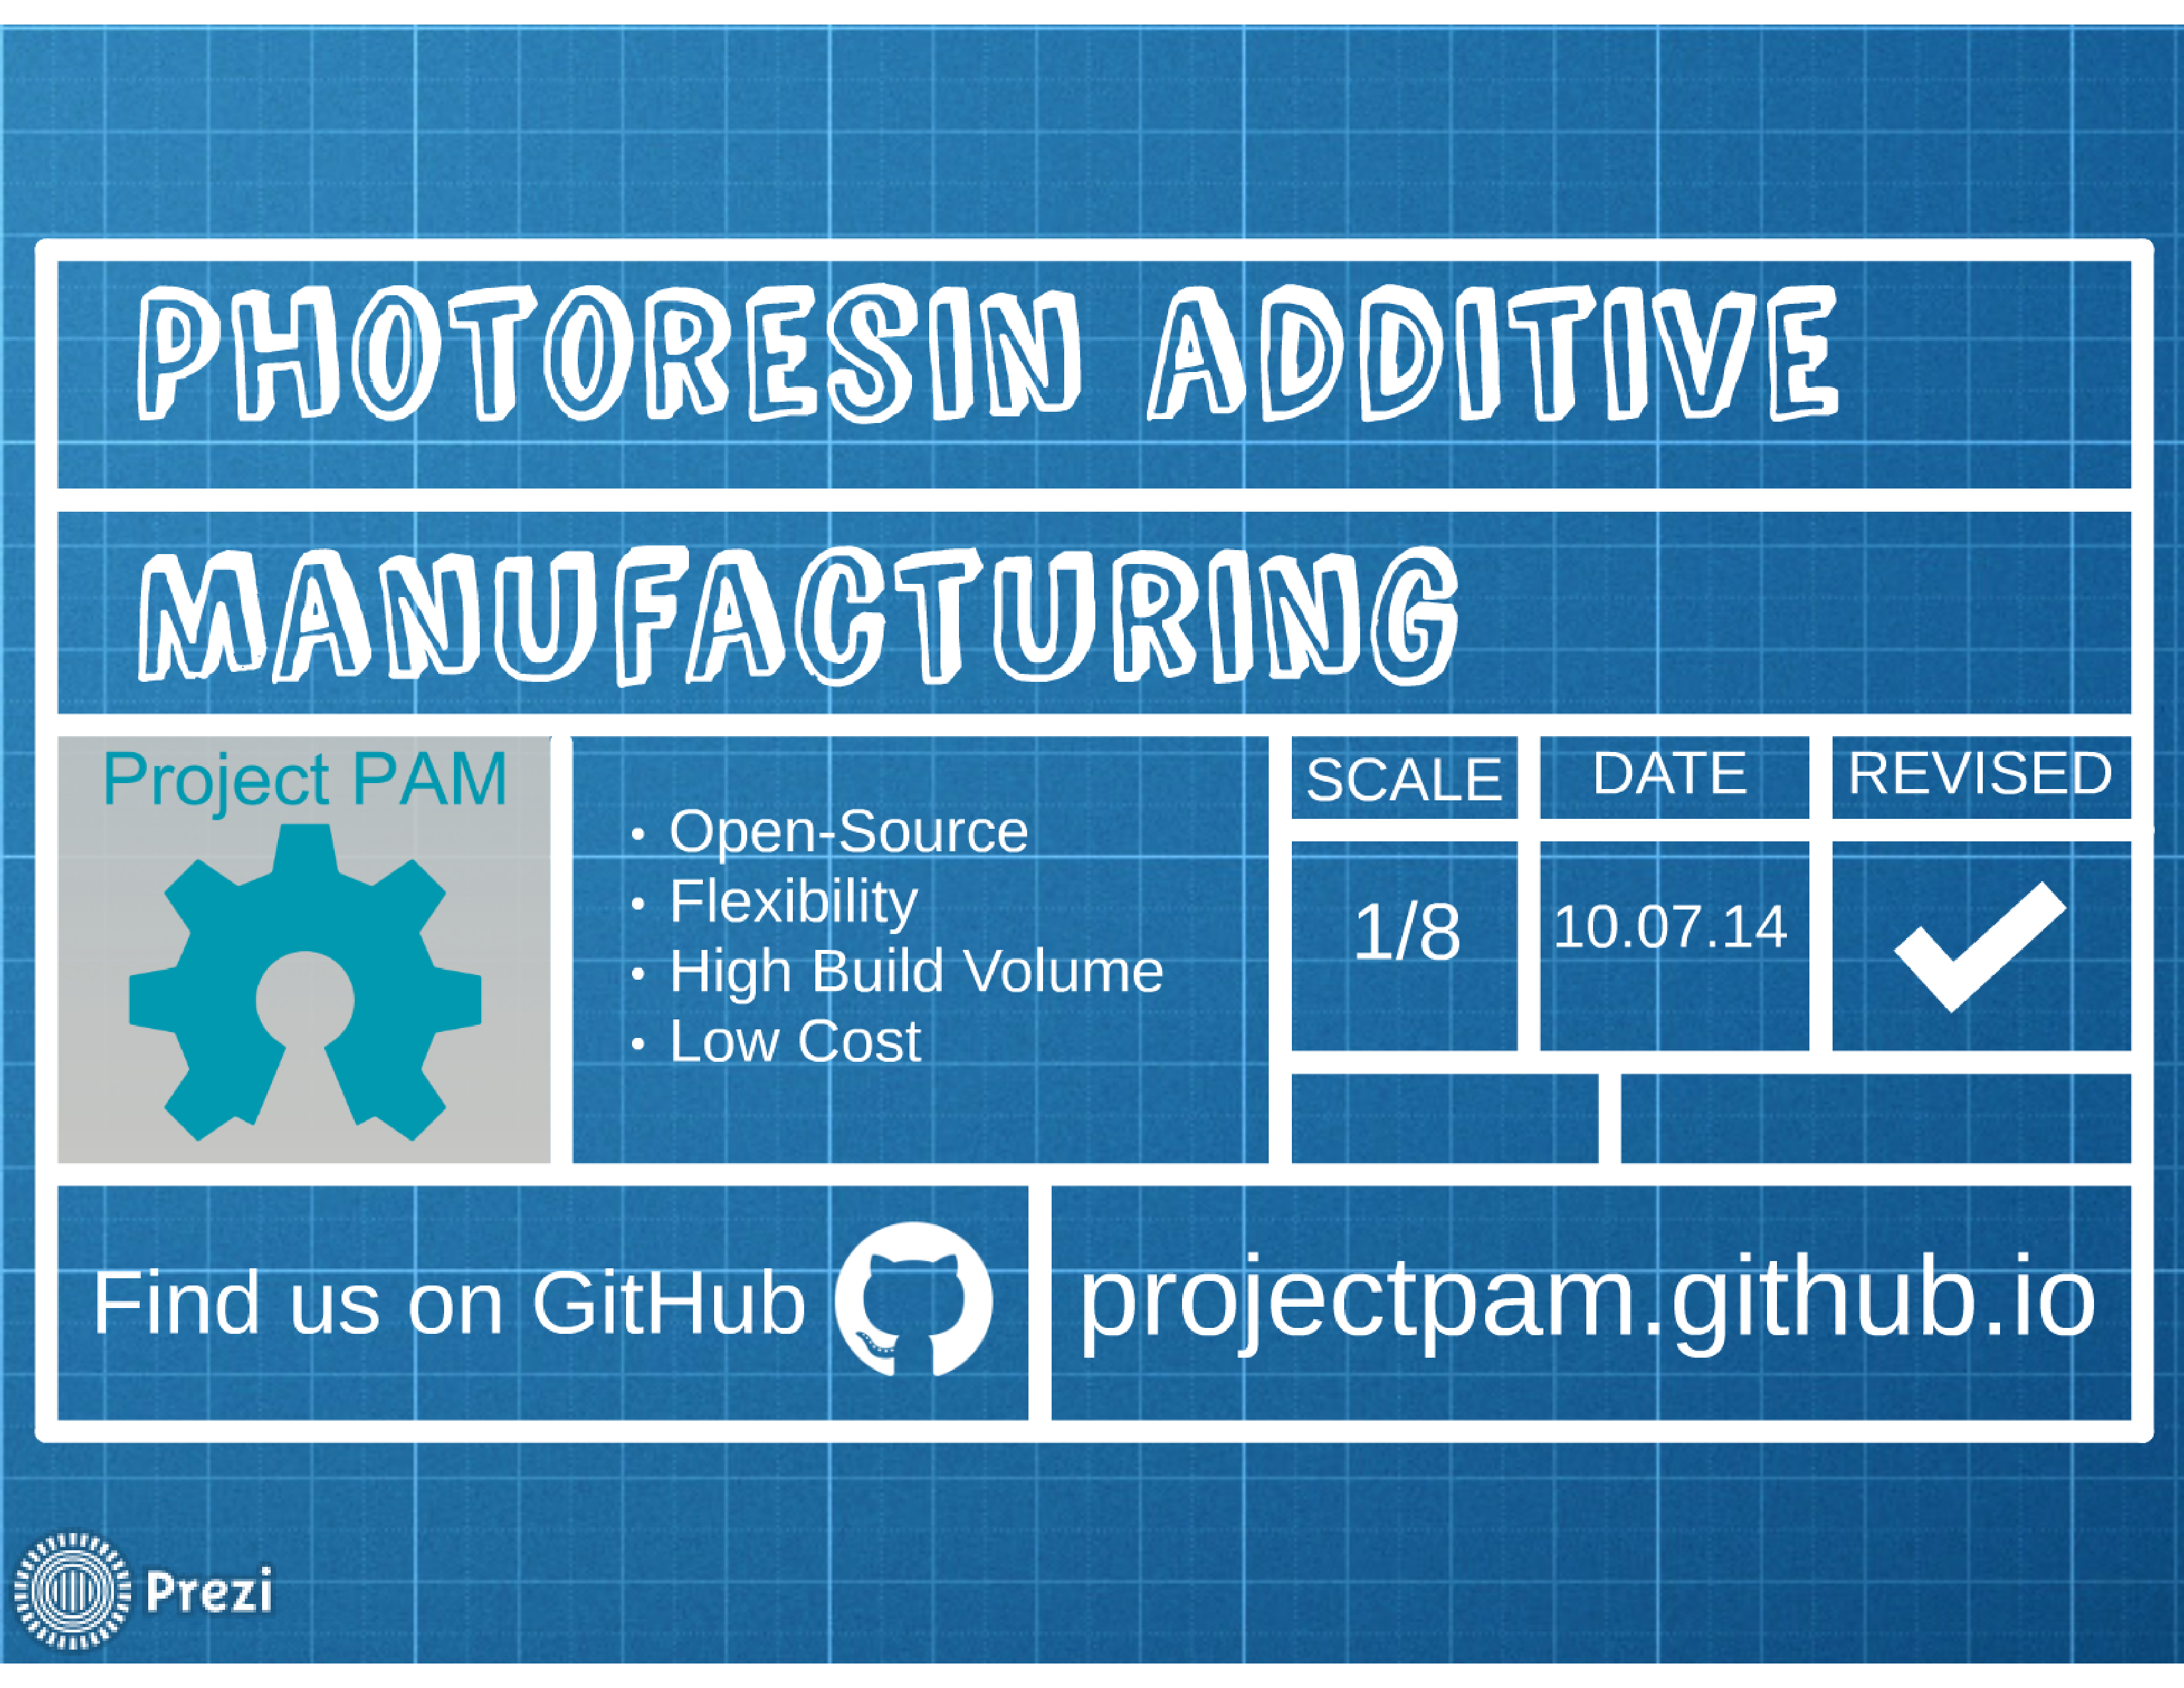 PHOTORESIN ADDITIVE
MANUFACTURING
Project PAM
• Open-Source
• Flexibility
• High Build Volume
• Low Cost
SCALE
DATE
REVISED
1/8
10.07.14
Find us on GitHub
projectpam.github.io
Prezi